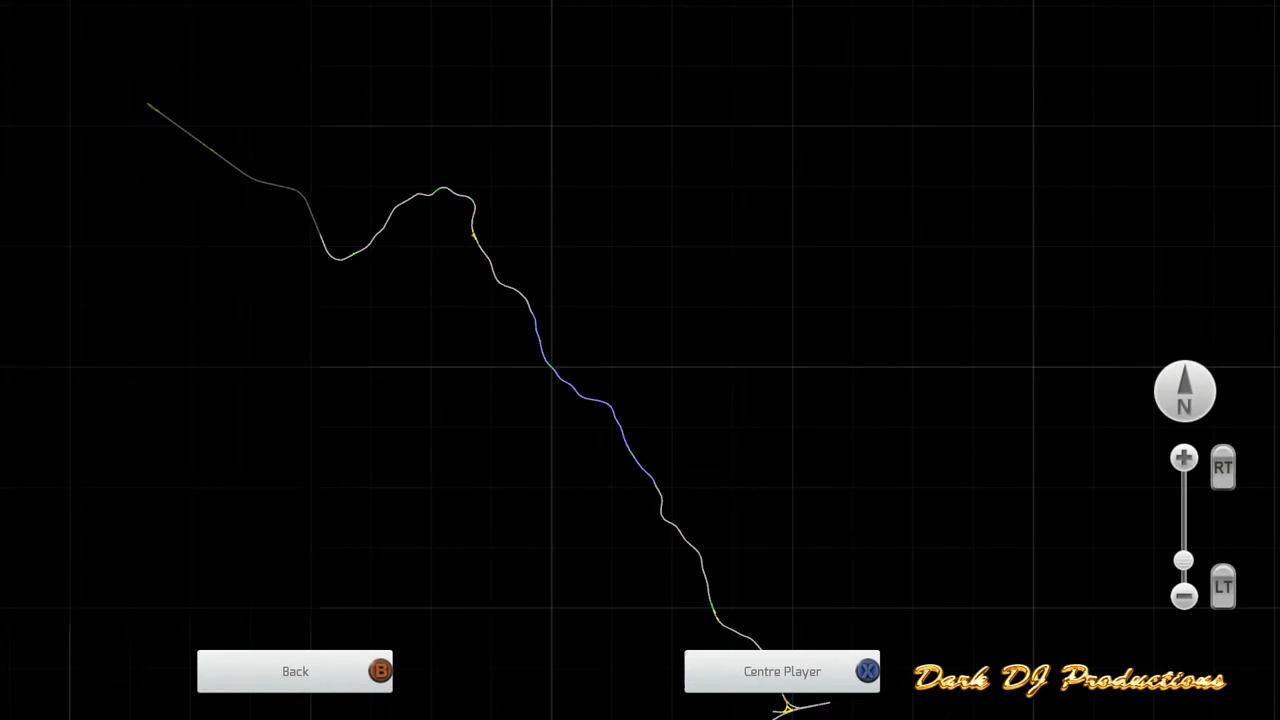 N
RT
LT
Back B
Centre Player X
Dark DJ Productions